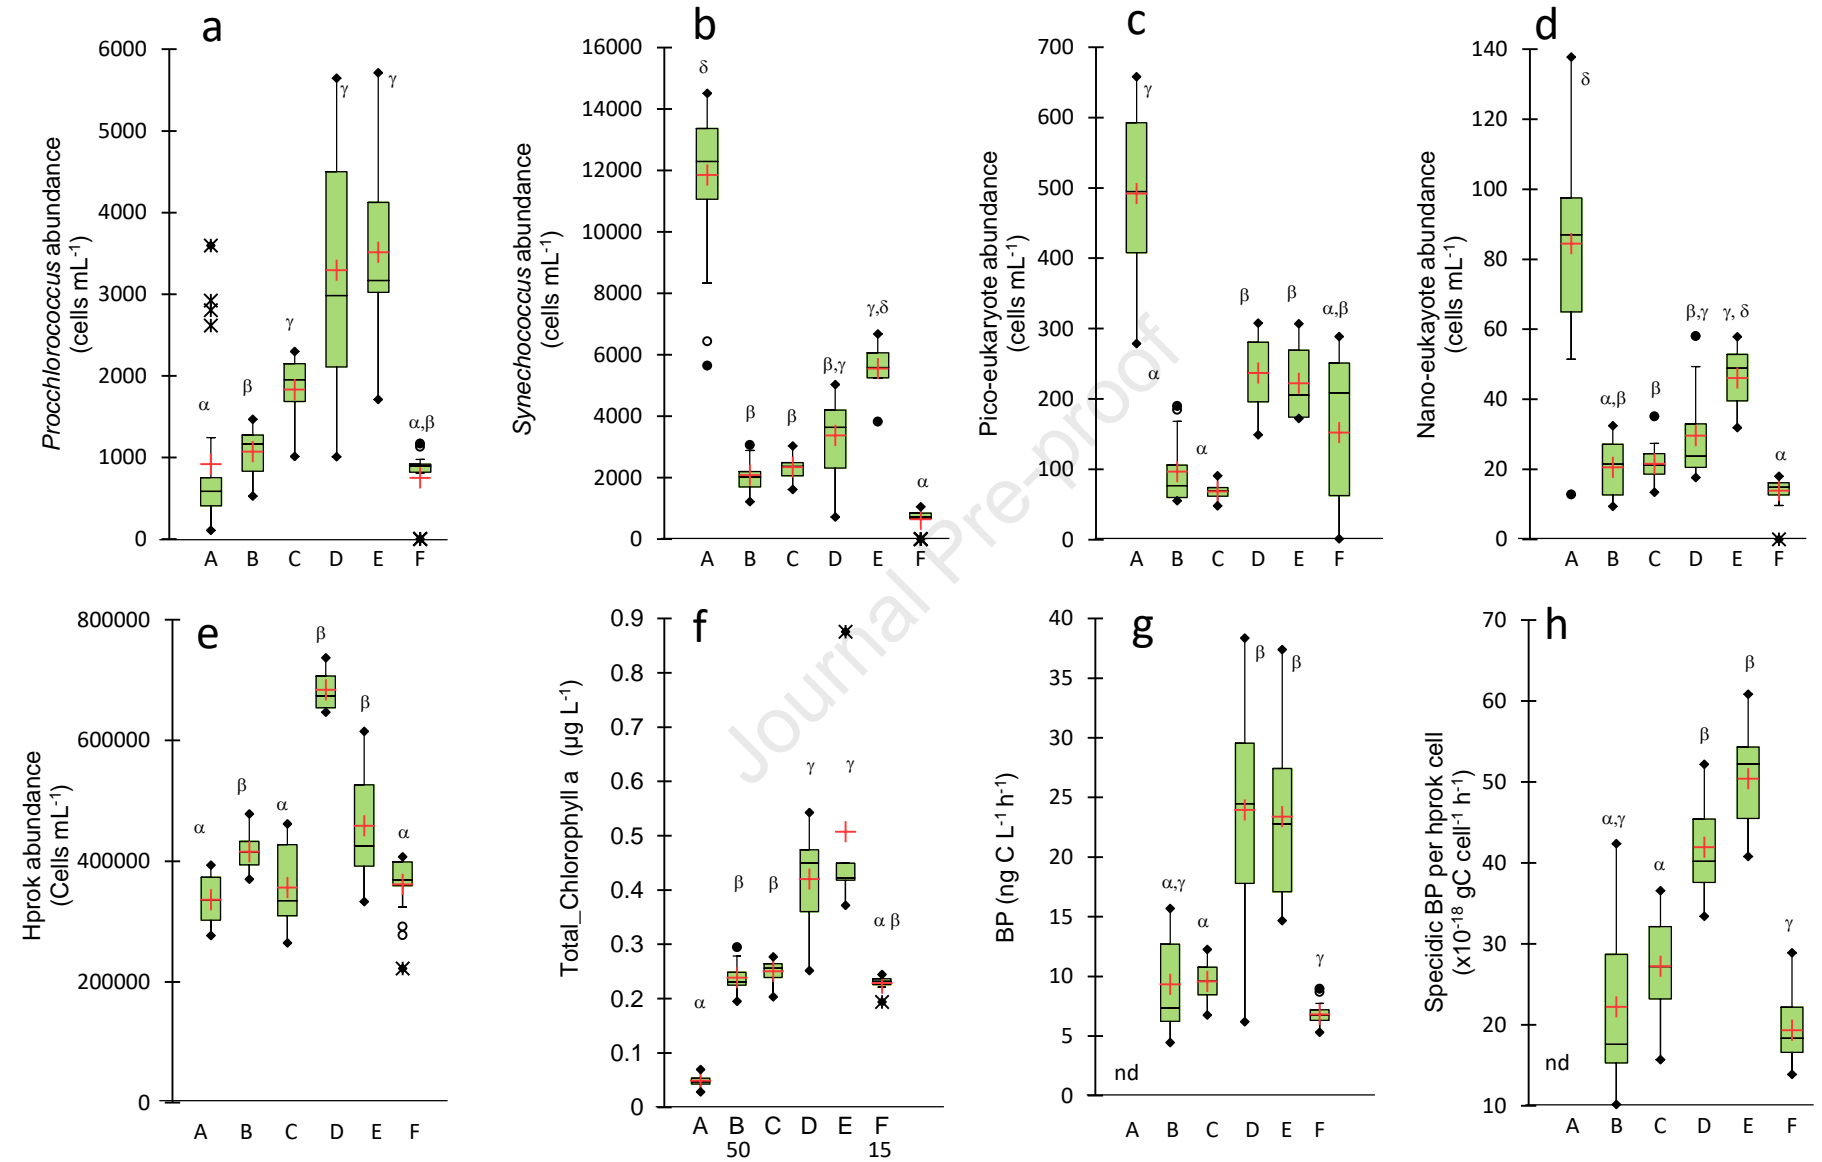 a
Procchlorococcus abundance
(cells mL-1)
6000
5000
4000
3000
2000
1000
0
α
β
γ
γ
γ
α,β
A B C D E F
b
Synechococcus abundance
(cells mL-1)
16000
14000
12000
10000
8000
6000
4000
2000
0
δ
β
β
β,γ
γ,δ
α
A B C D E F
c
Pico-eukaryote abundance
(cells mL-1)
700
600
500
400
300
200
100
0
γ
α
α
β
β
α,β
A B C D E F
d
Nano-eukayote abundance
(cells mL-1)
140
120
100
80
60
40
20
0
δ
α,β
β
β,γ
γ, δ
α
A B C D E F
e
Hprok abundance
(Cells mL-1)
800000
600000
400000
200000
0
α
β
α
β
β
α
A B C D E F
f
Total_Chlorophyll a (µg L-1)
0.9
0.8
0.7
0.6
0.5
0.4
0.3
0.2
0.1
0
α
β
β
γ
γ
α β
A B C D E F
50 15
g
BP (ng C L-1 h-1)
40
35
30
25
20
15
10
5
0
nd
α,γ
α
β
β
γ
A B C D E F
h
Specidic BP per hprok cell
(x10-18 gC cell-1 h-1)
70
60
50
40
30
20
10
nd
α,γ
α
β
β
γ
A B C D E F
Journal Pre-proof